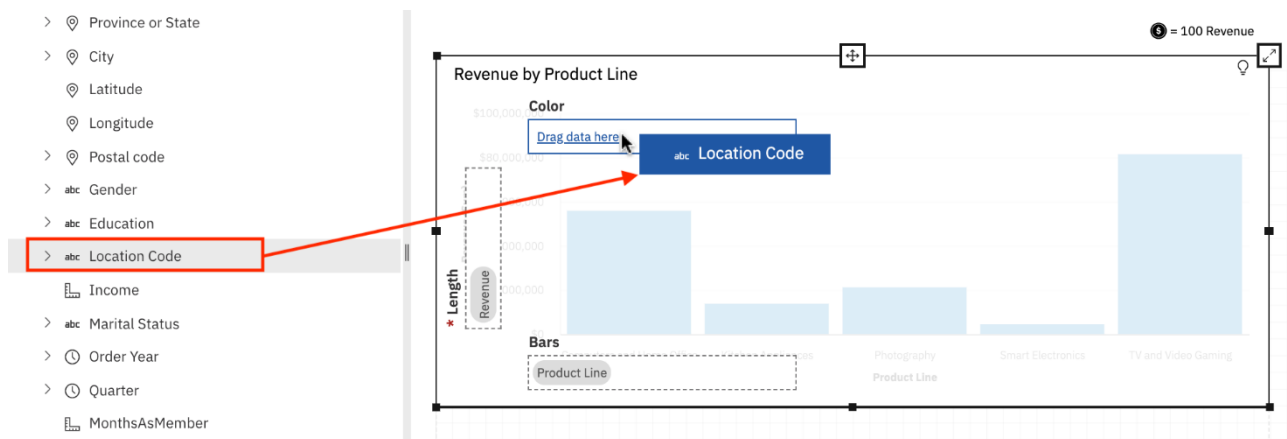 Province or State
City
Latitude
Longitude
Postal code
abc Gender
abc Education
abc Location Code
Income
abc Marital Status
Order Year
Quarter
MonthsAsMember
$ = 100 Revenue
Revenue by Product Line
Color
$100,000,000
Drag data here
abc Location Code
$80,000,000
* Length
Revenue
$0
Bars
Product Line
Photography
Smart Electronics
TV and Video Gaming
Product Line